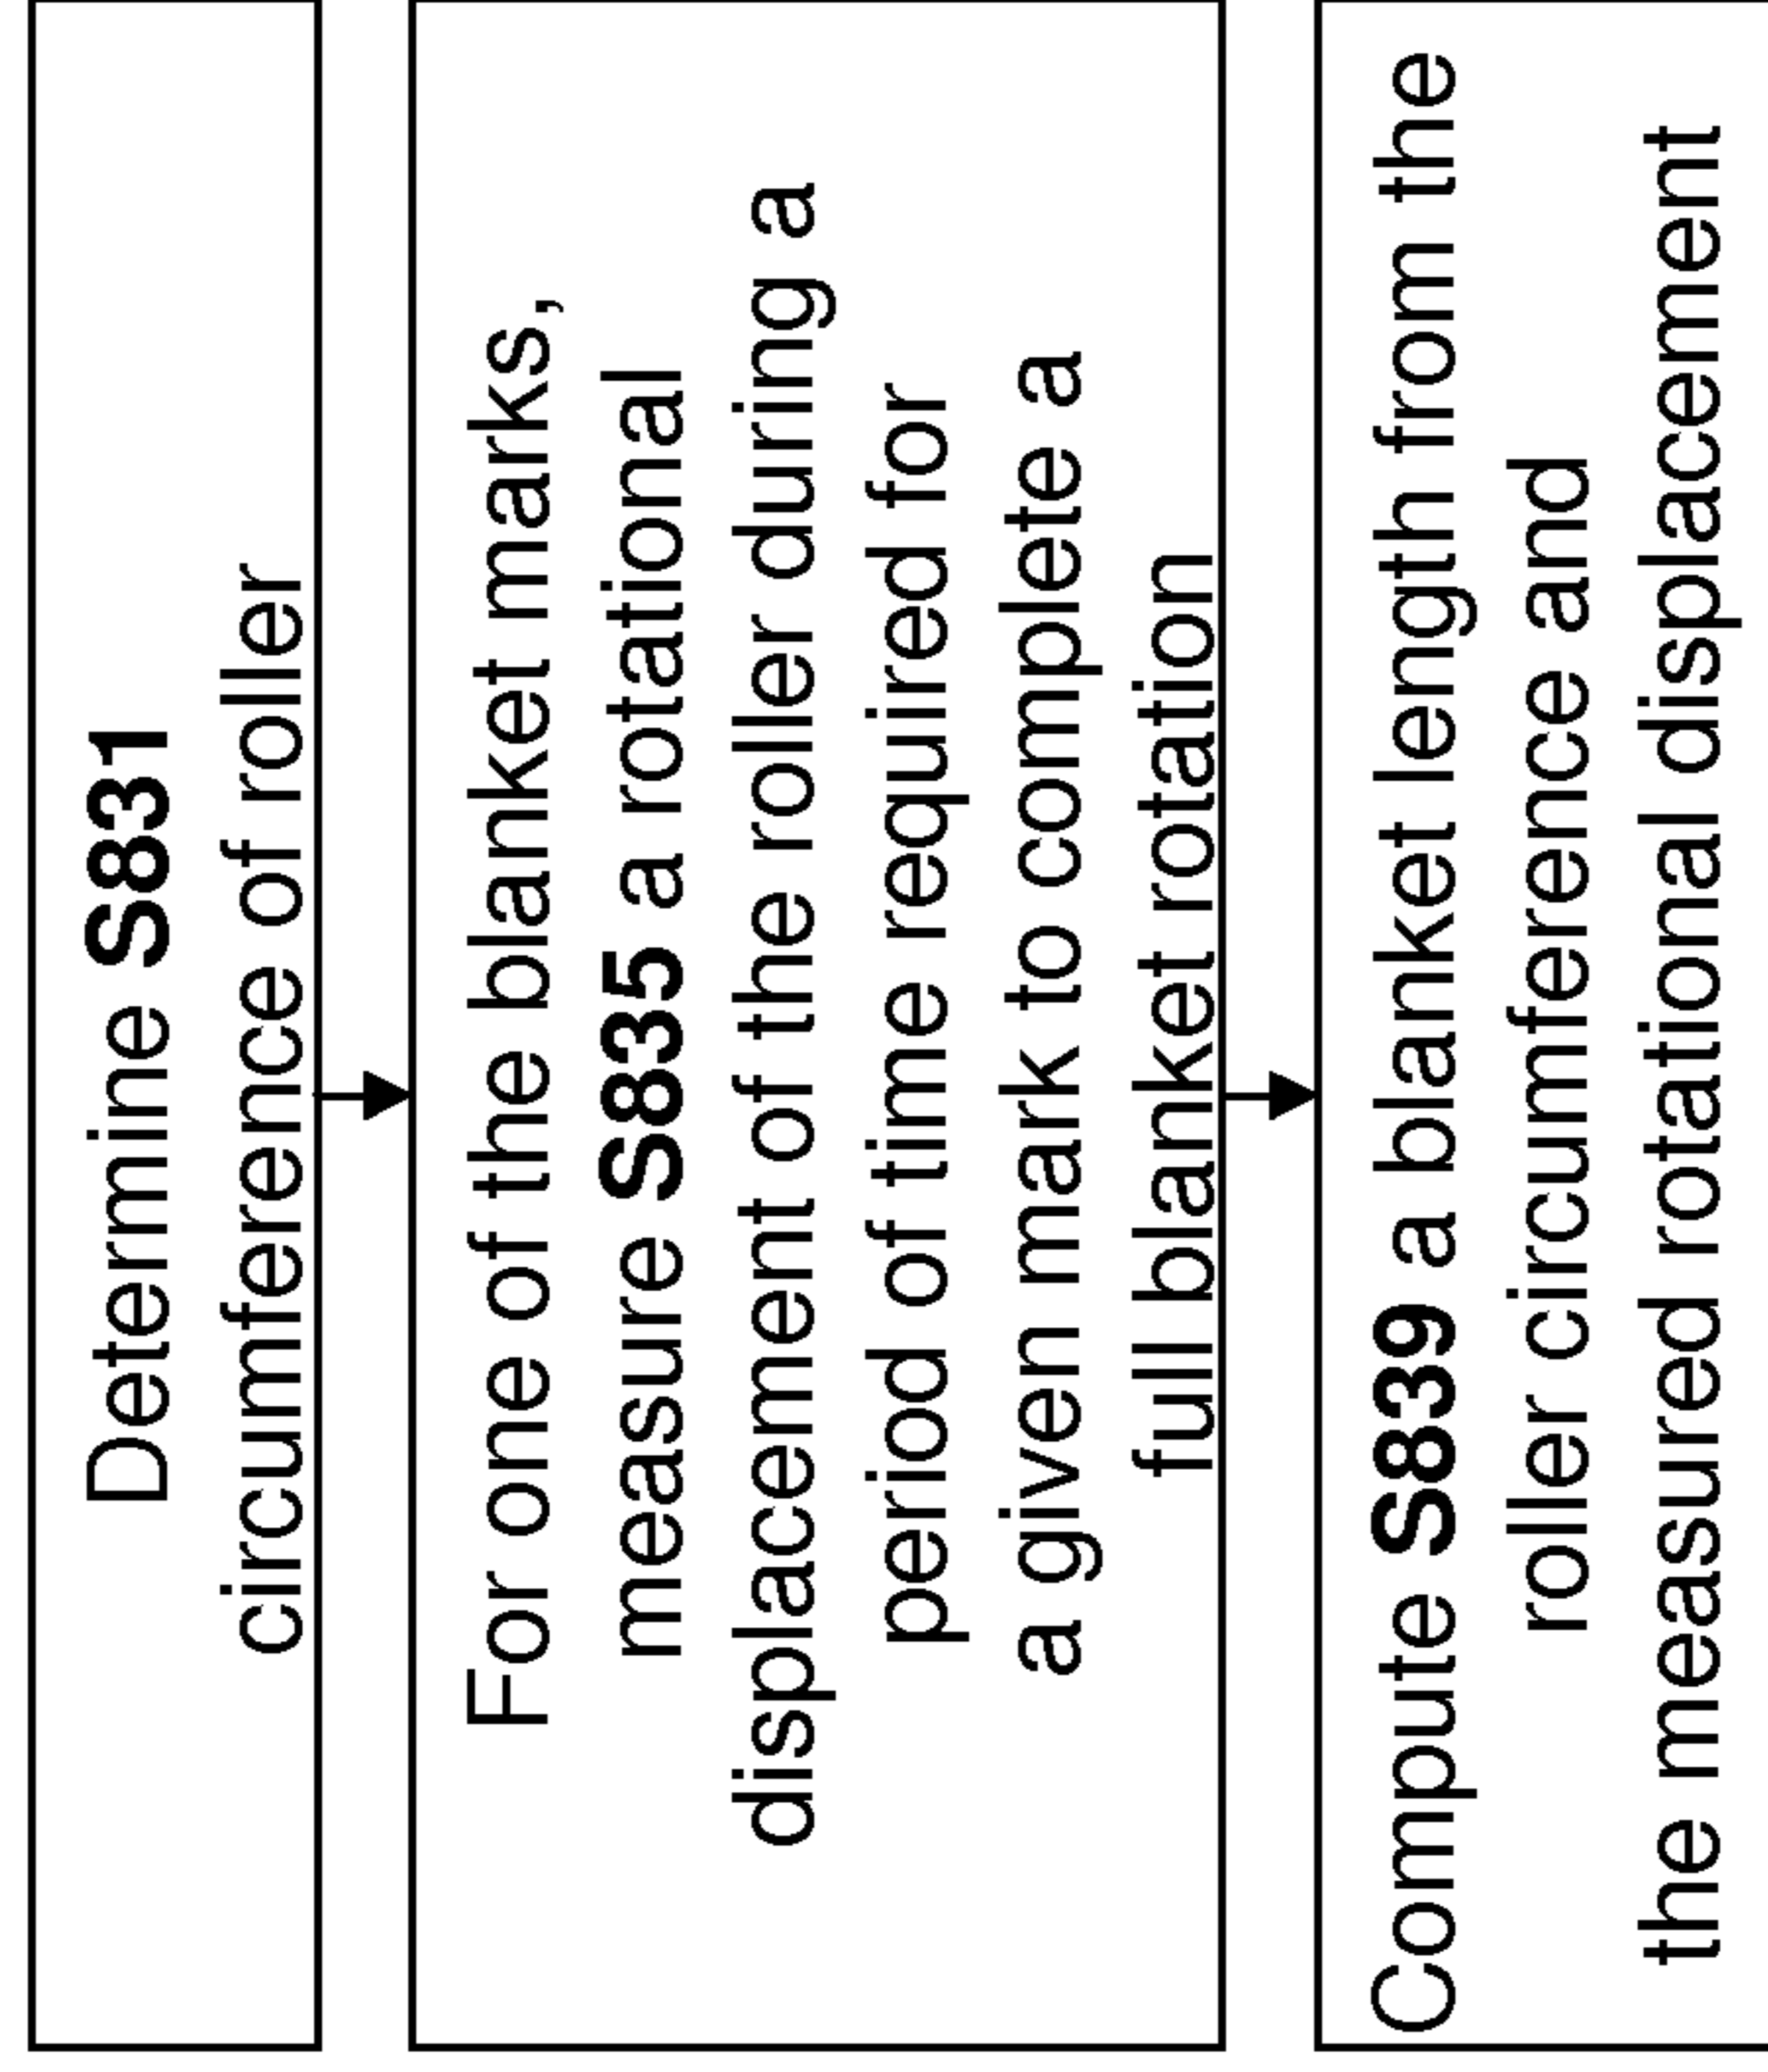 Determine S831
circumference of roller
For one of the blanket marks,
measure S835 a rotational
displacement of the roller during a
period of time required for
a given mark to complete a
full blanket rotation
Compute S839 a blanket length from the
roller circumference and
the measured rotational displacement